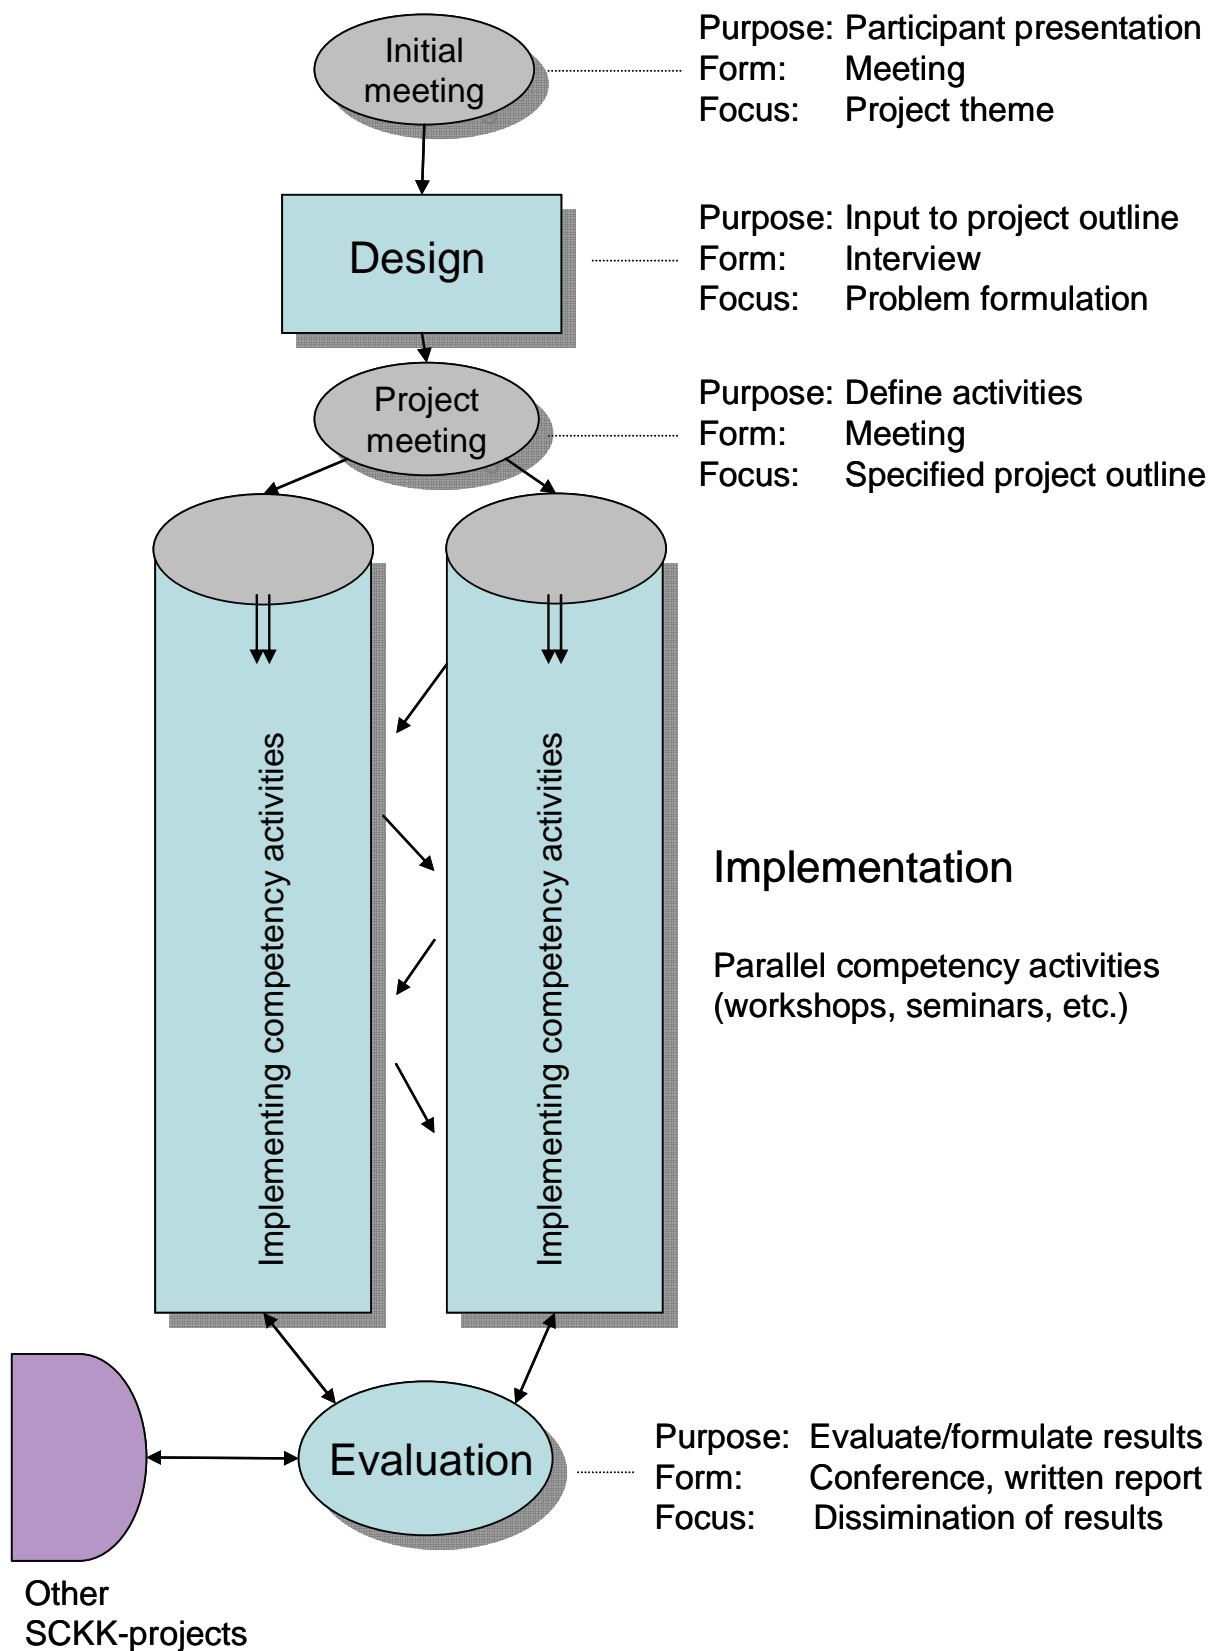 Initial
meeting
Purpose: Participant presentation
Form: Meeting
Focus: Project theme
Design
Purpose: Input to project outline
Form: Interview
Focus: Problem formulation
Project
meeting
Purpose: Define activities
Form: Meeting
Focus: Specified project outline
Implementing competency activities
Implementing competency activities
Implementation
Parallel competency activities
(workshops, seminars, etc.)
Evaluation
Purpose: Evaluate/formulate results
Form: Conference, written report
Focus: Dissimination of results
Other
SCKK-projects